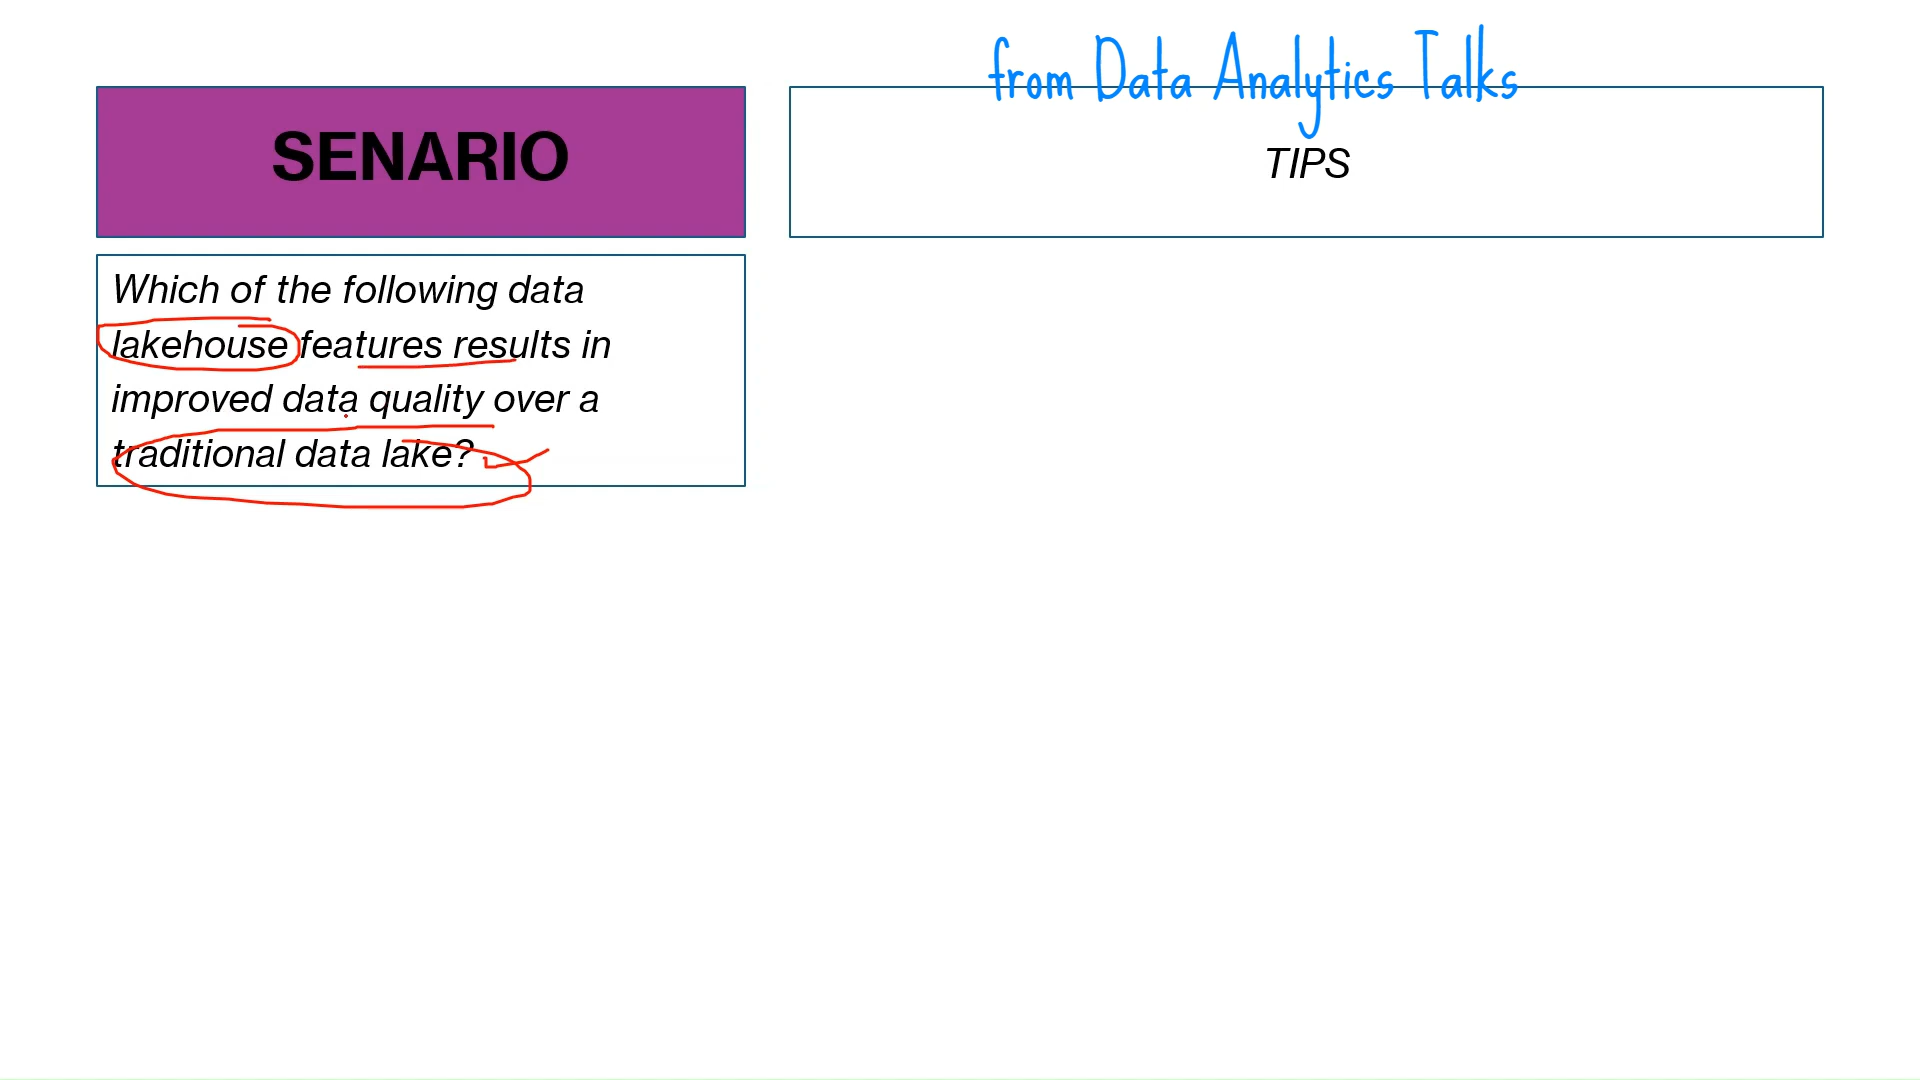 from Data Analytics Talks
SENARIO
TIPS
Which of the following data
lakehouse features results in
improved data quality over a
traditional data lake?